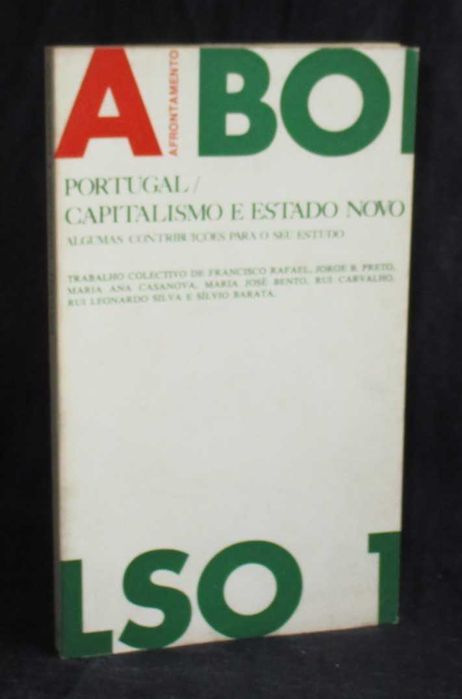 A AFRONTAMENTO BOL
PORTUGAL/
CAPITALISMO E ESTADO NOVO
ALGUMAS CONTRIBUIÇÕES PARA O SEU ESTUDO
TRABALHO COLECTIVO DE FRANCISCO RAFAEL, JORGE B. PRETO,
MARIA ANA CASANOVA, MARIA JOSÉ BENTO, RUI CARVALHO,
RUI LEONARDO SILVA E SÍLVIO BARATA.
LSO 1